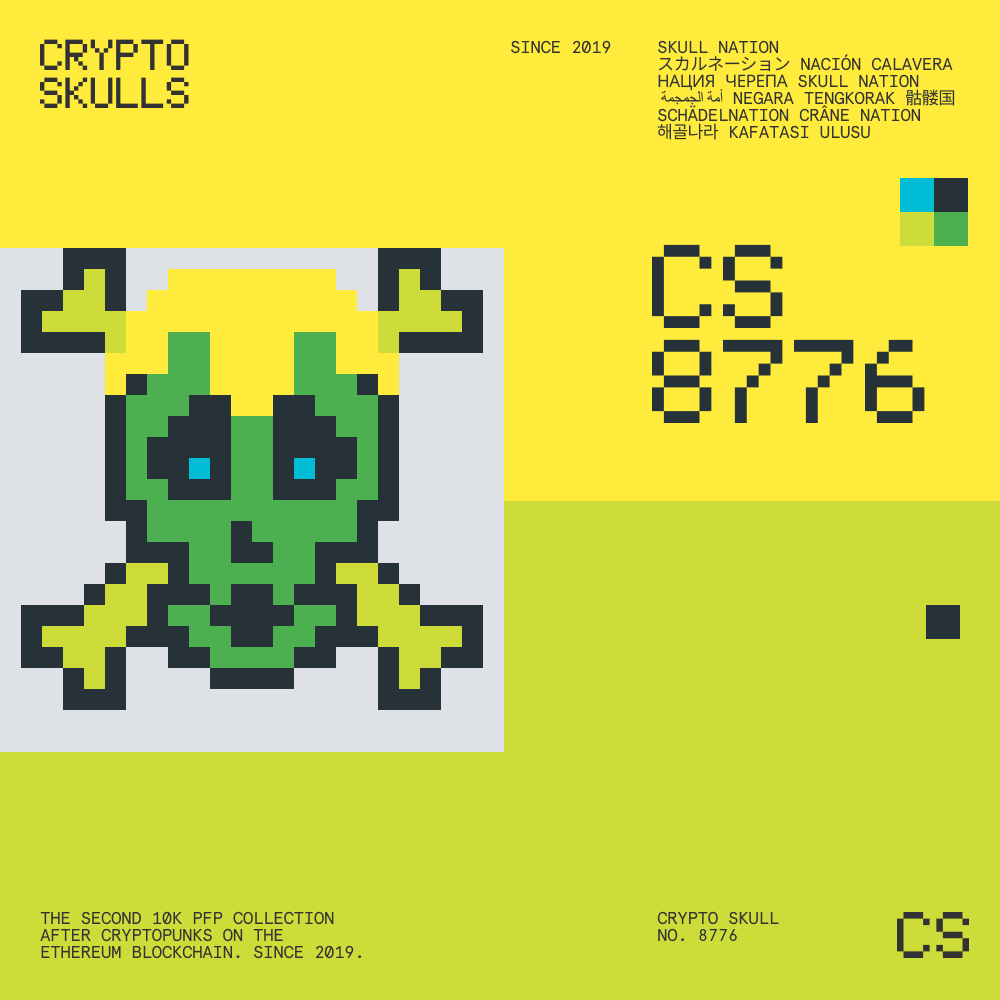 CRYPTO
SKULLS
SINCE 2019
SKULL NATION
スカルネーション NACIÓN CALAVERA
НАЦИЯ ЧЕРЕПА SKULL NATION
أمة الجمجمة NEGARA TENGKORAK 骷髅国
SCHÄDELNATION CRÂNE NATION
해골나라 KAFATASI ULUSU
CS
8776
THE SECOND 10K PFP COLLECTION
AFTER CRYPTOPUNKS ON THE
ETHEREUM BLOCKCHAIN. SINCE 2019.
CRYPTO SKULL
NO. 8776
CS